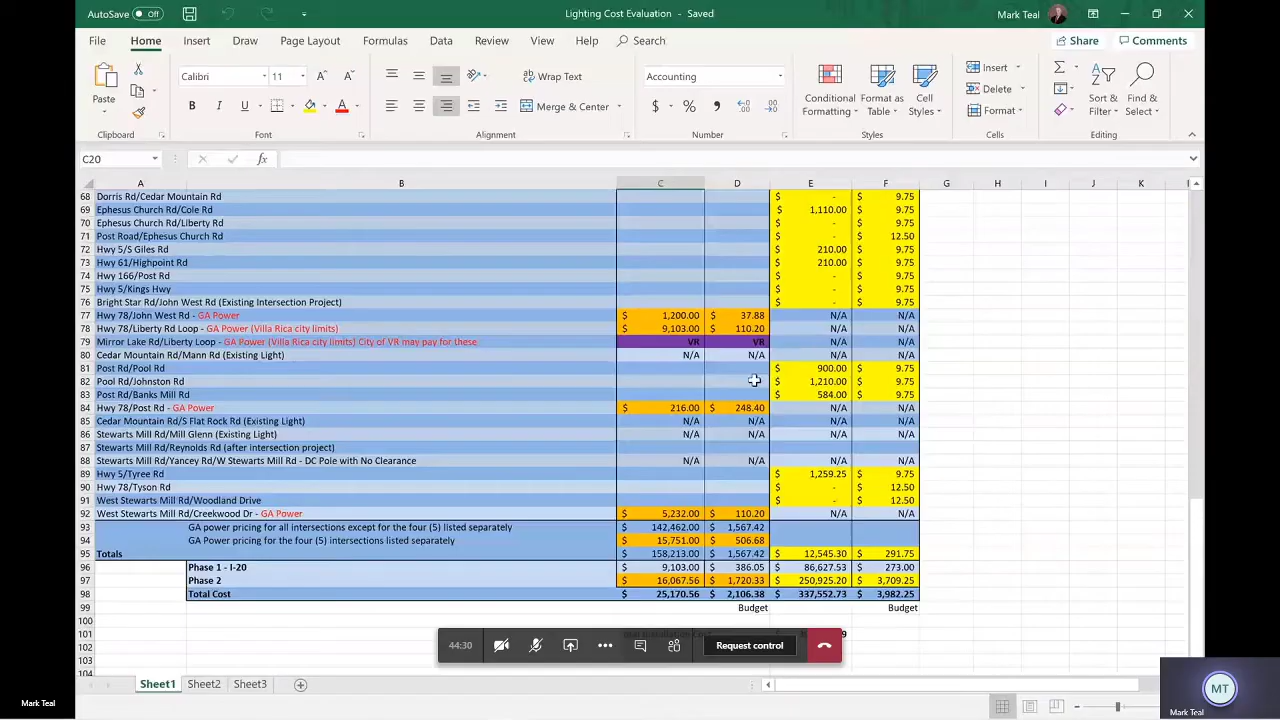 AutoSave Off
Lighting Cost Evaluation - Saved
Mark Teal
File Home Insert Draw Page Layout Formulas Data Review View Help Search Share Comments
Paste
Calibri 11
B I U
Wrap Text
Merge & Center
Accounting
$ % ,
Conditional Formatting
Format as Table
Cell Styles
Insert
Delete
Format
Sort & Filter
Find & Select
Clipboard Font Alignment Number Styles Cells Editing
C20 fx
A B C D E F G H I J K
68 Dorris Rd/Cedar Mountain Rd $ - $ 9.75
69 Ephesus Church Rd/Cole Rd $ 1,110.00 $ 9.75
70 Ephesus Church Rd/Liberty Rd $ - $ 9.75
71 Post Road/Ephesus Church Rd $ - $ 12.50
72 Hwy 5/S Giles Rd $ 210.00 $ 9.75
73 Hwy 61/Highpoint Rd $ 210.00 $ 9.75
74 Hwy 166/Post Rd $ - $ 9.75
75 Hwy 5/Kings Hwy $ - $ 9.75
76 Bright Star Rd/John West Rd (Existing Intersection Project) $ - $ 9.75
77 Hwy 78/John West Rd - GA Power $ 1,200.00 $ 37.88 N/A N/A
78 Hwy 78/Liberty Rd Loop - GA Power (Villa Rica city limits) $ 9,103.00 $ 110.20 N/A N/A
79 Mirror Lake Rd/Liberty Loop - GA Power (Villa Rica city limits) City of VR may pay for these VR VR N/A N/A
80 Cedar Mountain Rd/Mann Rd (Existing Light) N/A N/A N/A N/A
81 Post Rd/Pool Rd $ 900.00 $ 9.75
82 Pool Rd/Johnston Rd $ 1,210.00 $ 9.75
83 Post Rd/Banks Mill Rd $ 584.00 $ 9.75
84 Hwy 78/Post Rd - GA Power $ 216.00 $ 248.40 N/A N/A
85 Cedar Mountain Rd/S Flat Rock Rd (Existing Light) N/A N/A N/A N/A
86 Stewarts Mill Rd/Mill Glenn (Existing Light) N/A N/A N/A N/A
87 Stewarts Mill Rd/Reynolds Rd (after intersection project)
88 Stewarts Mill Rd/Yancey Rd/W Stewarts Mill Rd - DC Pole with No Clearance N/A N/A N/A N/A
89 Hwy 5/Tyree Rd $ 1,259.25 $ 9.75
90 Hwy 78/Tyson Rd $ - $ 12.50
91 West Stewarts Mill Rd/Woodland Drive $ - $ 12.50
92 West Stewarts Mill Rd/Creekwood Dr - GA Power $ 5,232.00 $ 110.20 N/A N/A
93 GA power pricing for all intersections except for the four (5) listed separately $ 142,462.00 $ 1,567.42
94 GA Power pricing for the four (5) intersections listed separately $ 15,751.00 $ 506.68
95 Totals $ 158,213.00 $ 1,567.42 $ 12,545.30 $ 291.75
96 Phase 1 - I-20 $ 9,103.00 $ 386.05 $ 86,627.53 $ 273.00
97 Phase 2 $ 16,067.56 $ 1,720.33 $ 250,925.20 $ 3,709.25
98 Total Cost $ 25,170.56 $ 2,106.38 $ 337,552.73 $ 3,982.25
99 Budget Budget
100
101
102
103
104
44:30 Request control
Sheet1 Sheet2 Sheet3
MT
Mark Teal
Mark Teal